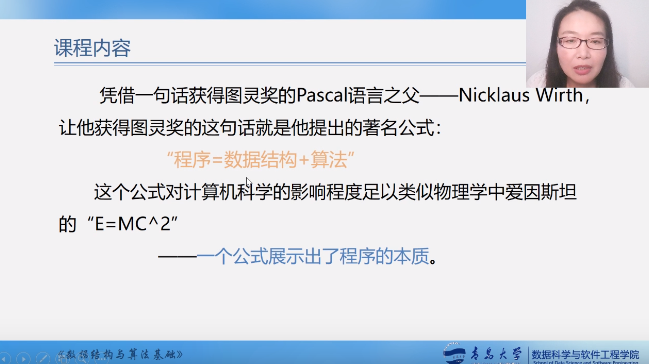 课程内容
凭借一句话获得图灵奖的Pascal语言之父——Nicklaus Wirth，
让他获得图灵奖的这句话就是他提出的著名公式：
“程序=数据结构+算法”
这个公式对计算机科学的影响程度足以类似物理学中爱因斯坦
的“E=MC^2”
——一个公式展示出了程序的本质。
《数据结构与算法基础》
青岛大学
数据科学与软件工程学院